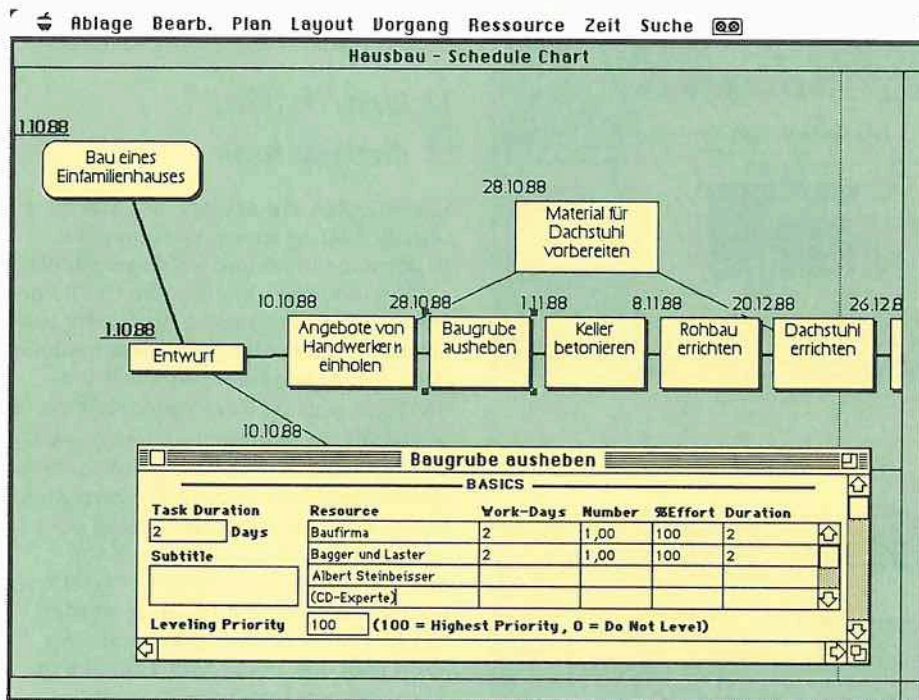 Ablage Bearb. Plan Layout Vorgang Ressource Zeit Suche
Hausbau - Schedule Chart
1.10.88
Bau eines
Einfamilienhauses
28.10.88
Material für
Dachstuhl
vorbereiten
10.10.88 28.10.88 1.11.88 8.11.88 20.12.88 26.12.8
1.10.88
Entwurf
Angebote von
Handwerkern
einholen
Baugrube
ausheben
Keller
betonieren
Rohbau
errichten
Dachstuhl
errichten
10.10.88
Baugrube ausheben
BASICS
Task Duration
2 Days
Subtitle
Resource Work-Days Number %Effort Duration
Baufirma 2 1,00 100 2
Bagger und Laster 2 1,00 100 2
Albert Steinbeisser
(CD-Experte)
Leveling Priority 100 (100 = Highest Priority, 0 = Do Not Level)